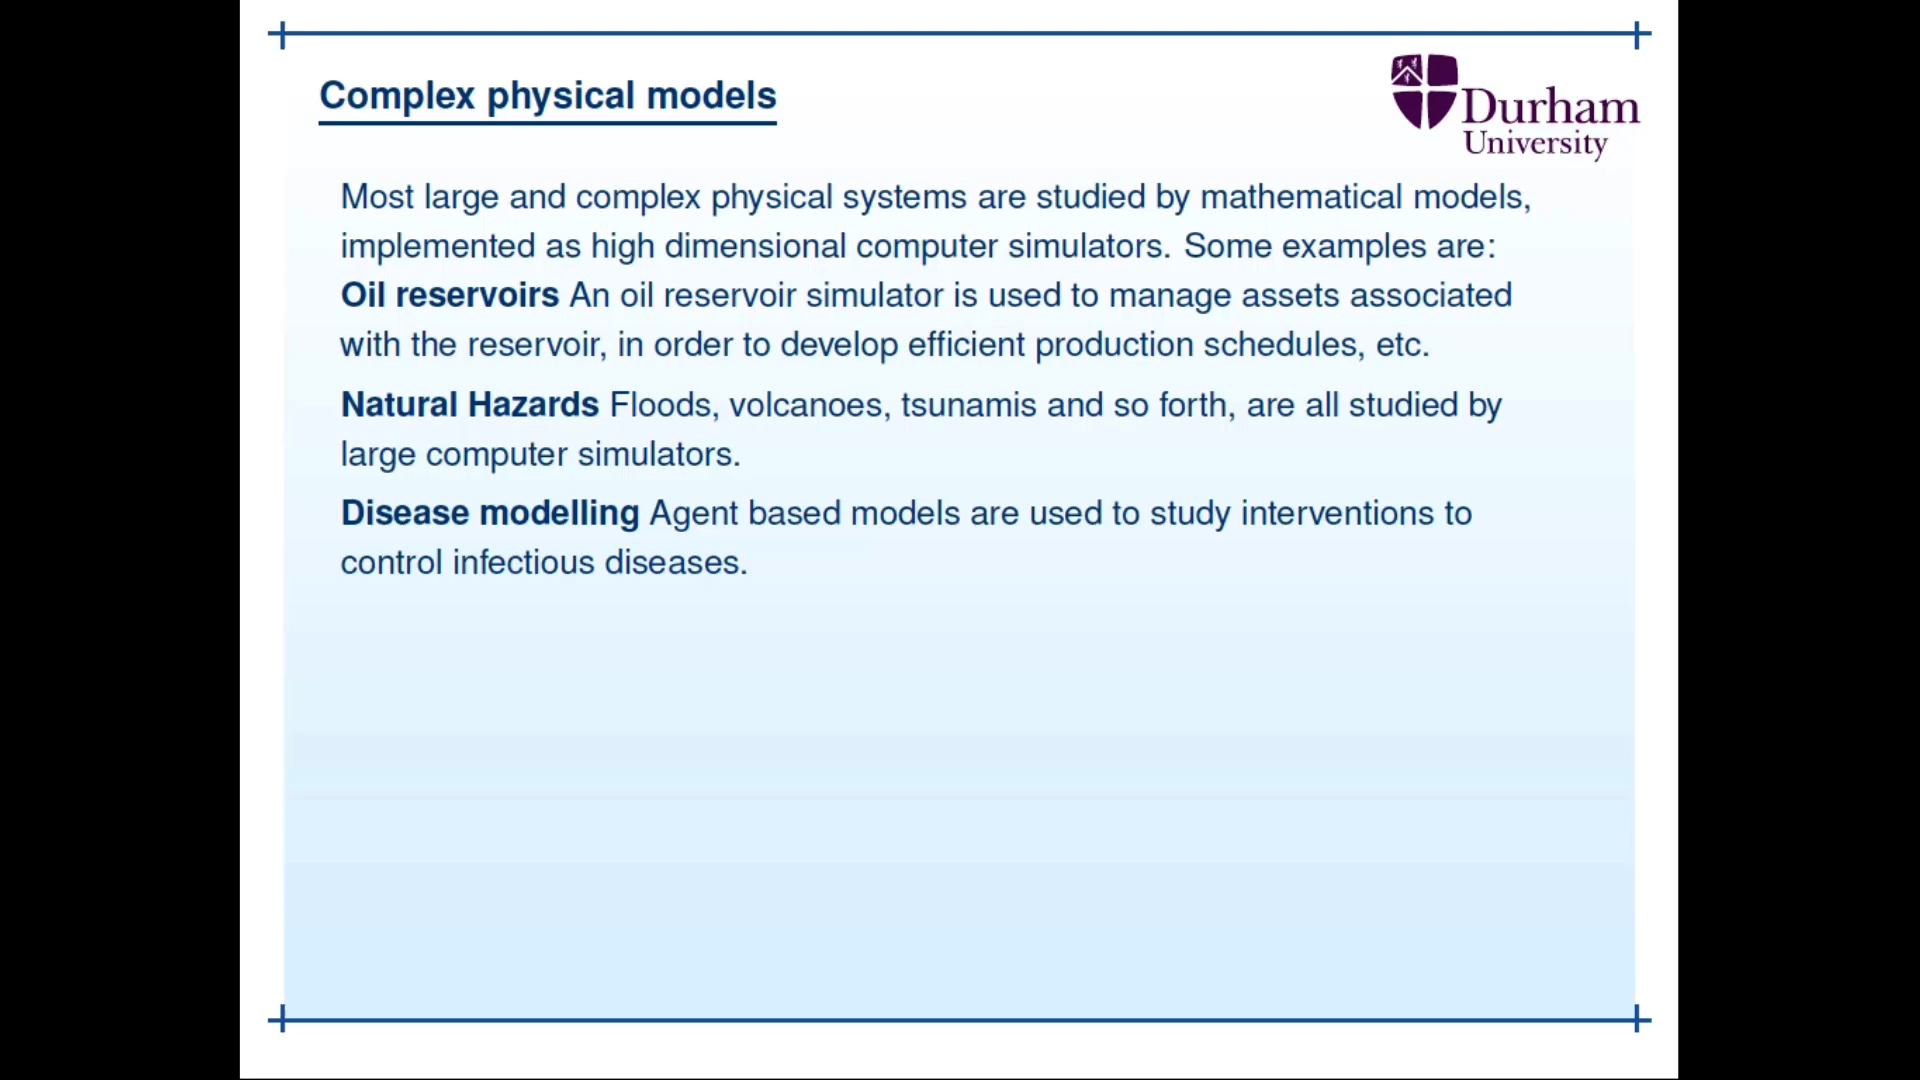 Complex physical models
Durham
University
Most large and complex physical systems are studied by mathematical models,
implemented as high dimensional computer simulators. Some examples are:
Oil reservoirs An oil reservoir simulator is used to manage assets associated
with the reservoir, in order to develop efficient production schedules, etc.
Natural Hazards Floods, volcanoes, tsunamis and so forth, are all studied by
large computer simulators.
Disease modelling Agent based models are used to study interventions to
control infectious diseases.